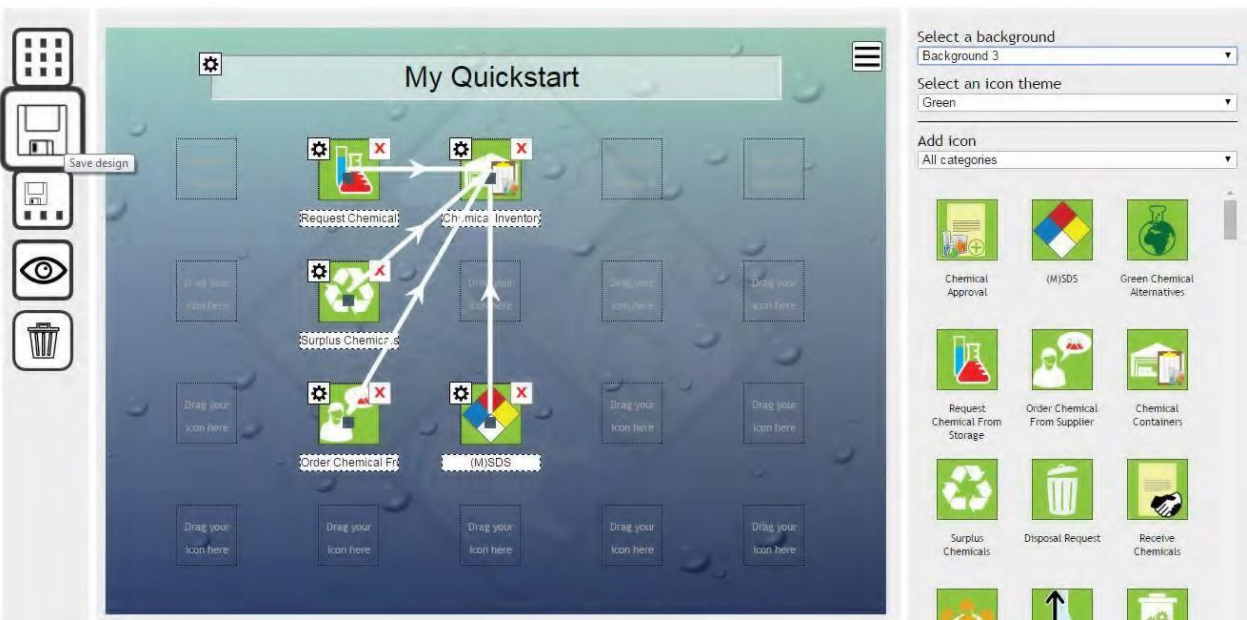 Save design
My Quickstart
X
X
Request Chemical
Chemical Inventor
X
Drag your
icon here
Drag your
icon here
Drag your
icon here
Drag your
icon here
Surplus Chemicals
Drag your
icon here
X
X
Drag your
icon here
Drag your
icon here
Order Chemical Fr
(M)SDS
Drag your
icon here
Drag your
icon here
Drag your
icon here
Drag your
icon here
Drag your
icon here
Select a background
Background 3
Select an icon theme
Green
Add icon
All categories
Chemical
Approval
(M)SDS
Green Chemical
Alternatives
Request
Chemical From
Storage
Order Chemical
From Supplier
Chemical
Containers
Surplus
Chemicals
Disposal Request
Receive
Chemicals